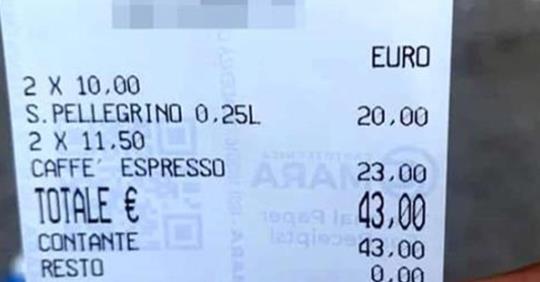 EURO
2 X 10,00
S.PELLEGRINO 0,25L 20,00
2 X 11,50
CAFFE' ESPRESSO 23,00
TOTALE € 43,00
CONTANTE 43,00
RESTO 0,00